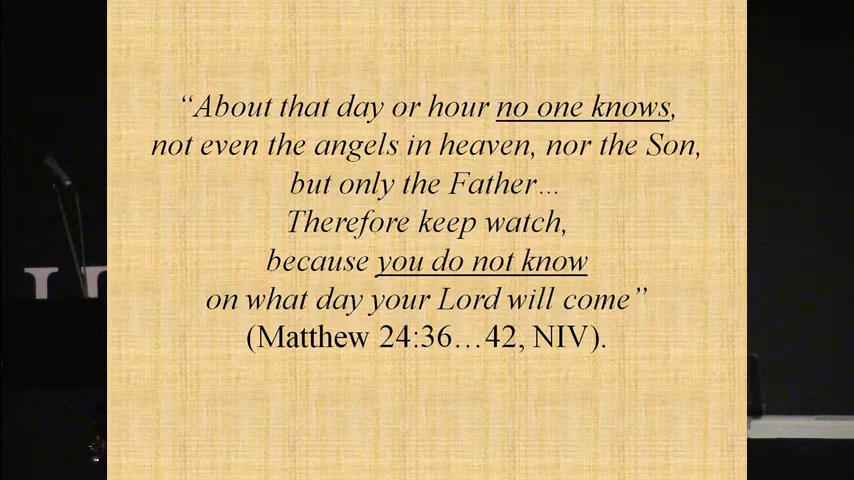 “About that day or hour no one knows,
not even the angels in heaven, nor the Son,
but only the Father…
Therefore keep watch,
because you do not know
on what day your Lord will come”
(Matthew 24:36…42, NIV).